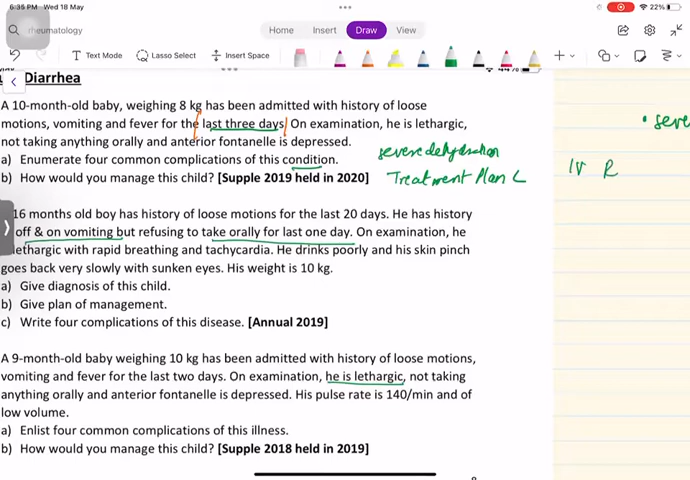 6:35 PM Wed 18 May
22%
rheumatology
Home Insert Draw View
Text Mode Lasso Select Insert Space
Diarrhea
A 10-month-old baby, weighing 8 kg has been admitted with history of loose
motions, vomiting and fever for the last three days. On examination, he is lethargic,
not taking anything orally and anterior fontanelle is depressed.
a) Enumerate four common complications of this condition.
b) How would you manage this child? [Supple 2019 held in 2020]
severe dehydration
Treatment Plan C
• seve
IV R
16 months old boy has history of loose motions for the last 20 days. He has history
off & on vomiting but refusing to take orally for last one day. On examination, he
lethargic with rapid breathing and tachycardia. He drinks poorly and his skin pinch
goes back very slowly with sunken eyes. His weight is 10 kg.
a) Give diagnosis of this child.
b) Give plan of management.
c) Write four complications of this disease. [Annual 2019]
A 9-month-old baby weighing 10 kg has been admitted with history of loose motions,
vomiting and fever for the last two days. On examination, he is lethargic, not taking
anything orally and anterior fontanelle is depressed. His pulse rate is 140/min and of
low volume.
a) Enlist four common complications of this illness.
b) How would you manage this child? [Supple 2018 held in 2019]